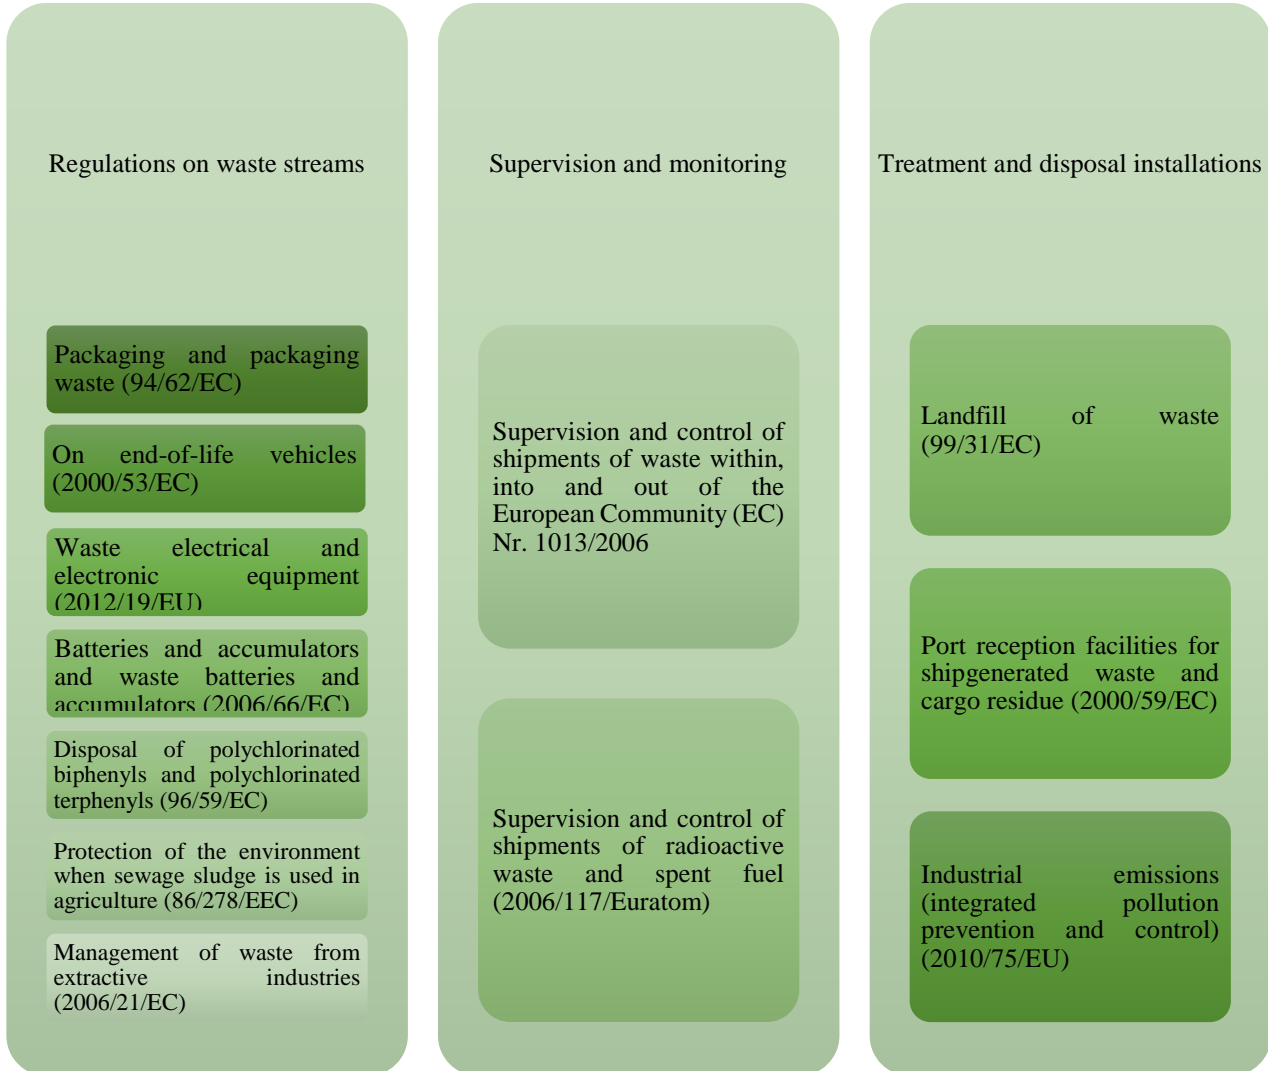 Regulations on waste streams
Packaging and packaging
waste (94/62/EC)
On end-of-life vehicles
(2000/53/EC)
Waste electrical and
electronic equipment
(2012/19/EU)
Batteries and accumulators
and waste batteries and
accumulators (2006/66/EC)
Disposal of polychlorinated
biphenyls and polychlorinated
terphenyls (96/59/EC)
Protection of the environment
when sewage sludge is used in
agriculture (86/278/EEC)
Management of waste from
extractive industries
(2006/21/EC)
Supervision and monitoring
Supervision and control of
shipments of waste within,
into and out of the
European Community (EC)
Nr. 1013/2006
Supervision and control of
shipments of radioactive
waste and spent fuel
(2006/117/Euratom)
Treatment and disposal installations
Landfill of waste
(99/31/EC)
Port reception facilities for
shipgenerated waste and
cargo residue (2000/59/EC)
Industrial emissions
(integrated pollution
prevention and control)
(2010/75/EU)